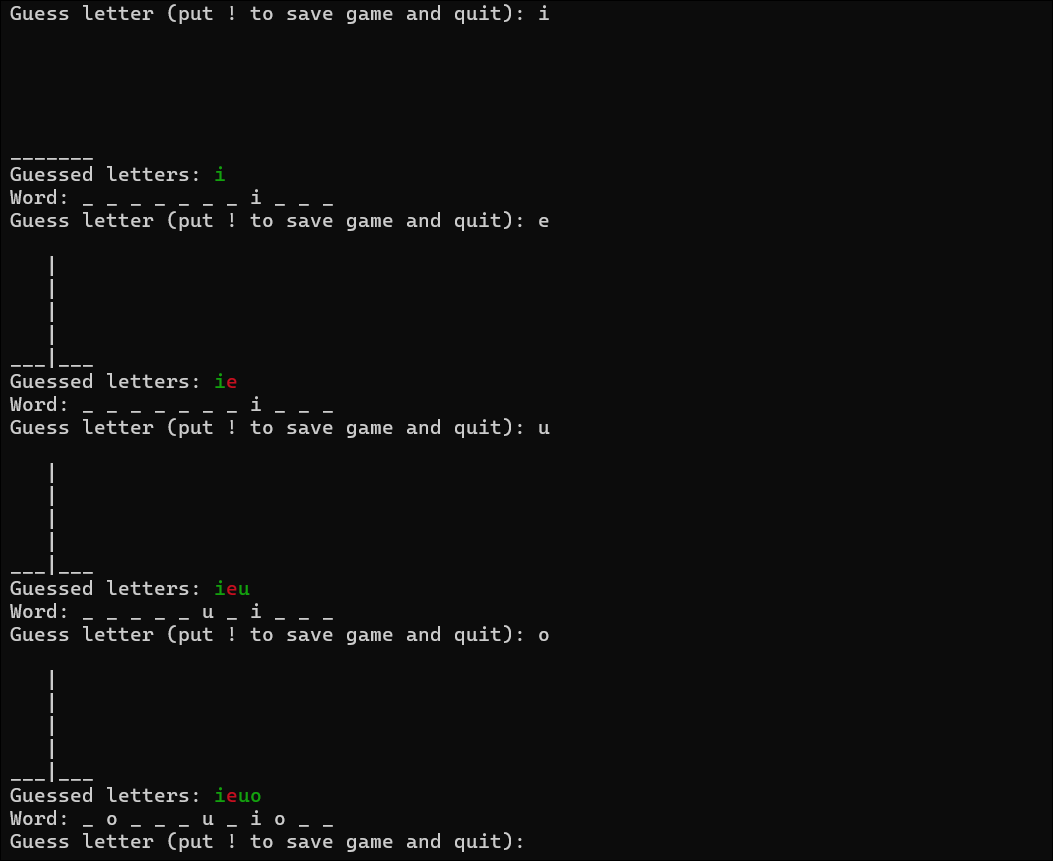 Guess letter (put ! to save game and quit): i
_______
Guessed letters: i
Word: _ _ _ _ _ _ _ i _ _ _
Guess letter (put ! to save game and quit): e
|
|
|
|
___|___
Guessed letters: ie
Word: _ _ _ _ _ _ _ i _ _ _
Guess letter (put ! to save game and quit): u
|
|
|
|
___|___
Guessed letters: ieu
Word: _ _ _ _ _ u _ i _ _ _
Guess letter (put ! to save game and quit): o
|
|
|
|
___|___
Guessed letters: ieuo
Word: _ o _ _ _ u _ i o _ _
Guess letter (put ! to save game and quit):